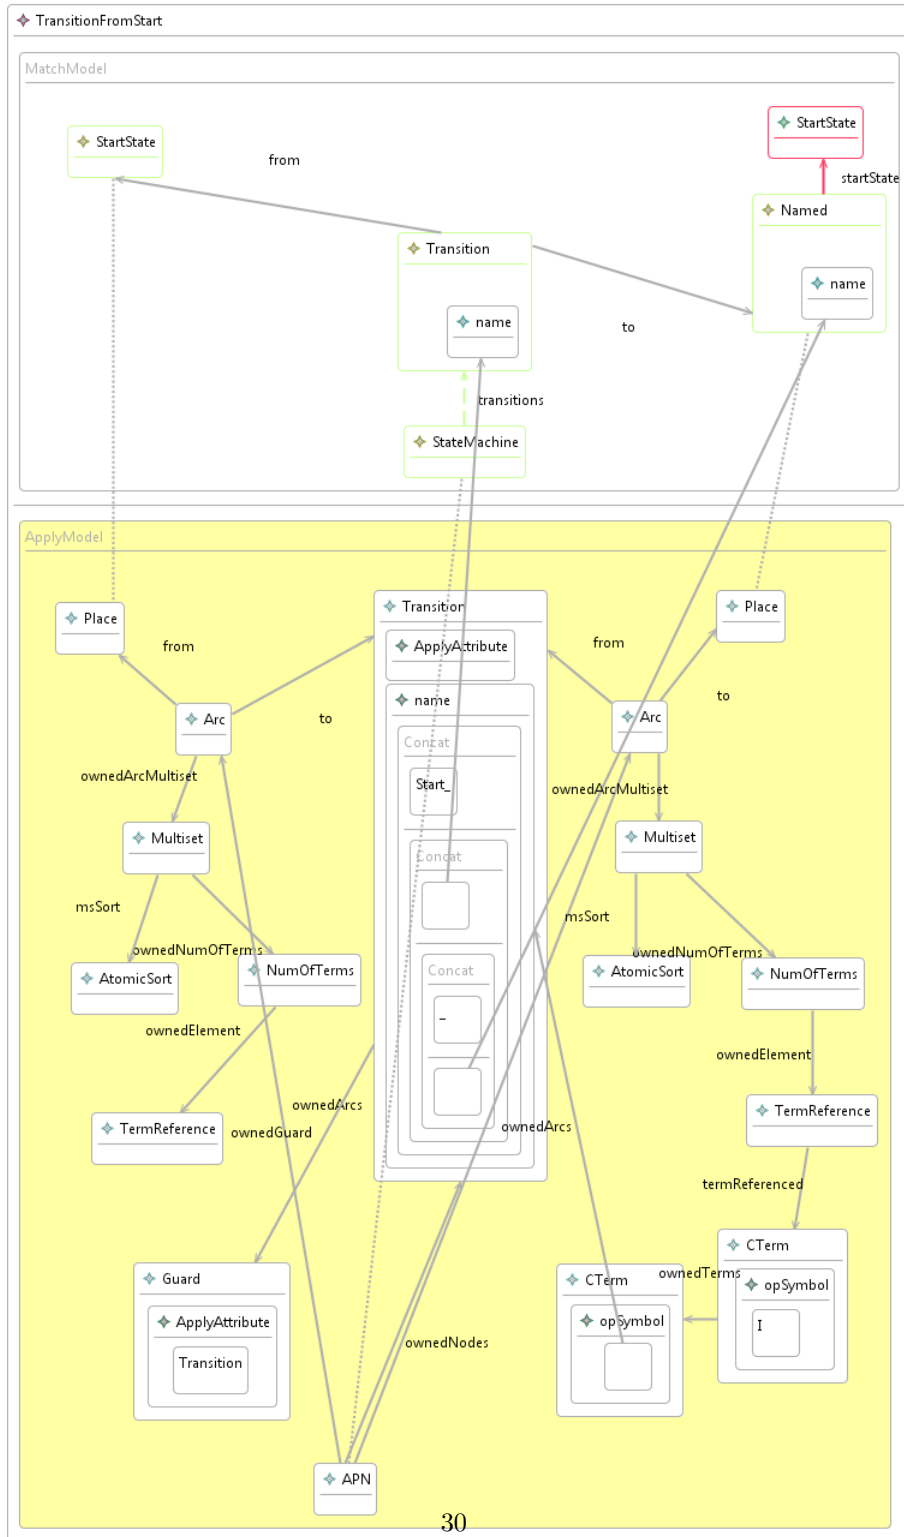 TransitionFromStart
MatchModel
StartState
StartState
from
startState
Named
Transition
name
name
to
transitions
StateMachine
ApplyModel
Place
Transition
Place
from
ApplyAttribute
from
name
to
Arc
to
Arc
Concat
ownedArcMultiset
Start_
ownedArcMultiset
Multiset
Multiset
Concat
msSort
msSort
ownedNumOfTerms
ownedNumOfTerms
AtomicSort
NumOfTerms
Concat
AtomicSort
NumOfTerms
_
ownedElement
ownedElement
ownedArcs
TermReference
TermReference
ownedGuard
ownedArcs
termReferenced
CTerm
Guard
CTerm
ownedTerms
opSymbol
ApplyAttribute
opSymbol
I
ownedNodes
Transition
APN
30